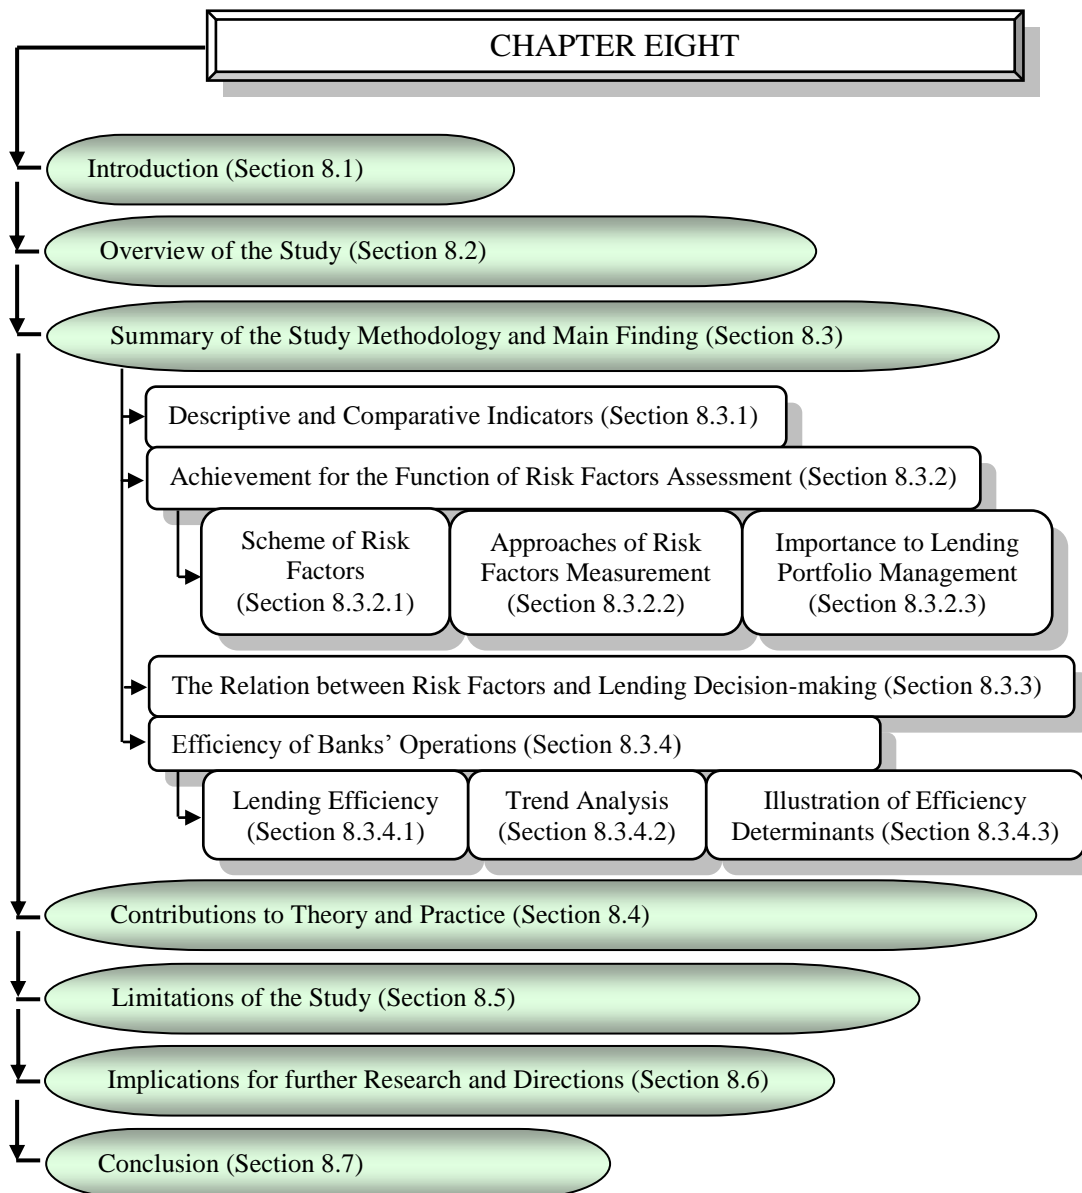 CHAPTER EIGHT
Introduction (Section 8.1)
Overview of the Study (Section 8.2)
Summary of the Study Methodology and Main Finding (Section 8.3)
Descriptive and Comparative Indicators (Section 8.3.1)
Achievement for the Function of Risk Factors Assessment (Section 8.3.2)
Scheme of Risk
Factors
(Section 8.3.2.1)
Approaches of Risk
Factors Measurement
(Section 8.3.2.2)
Importance to Lending
Portfolio Management
(Section 8.3.2.3)
The Relation between Risk Factors and Lending Decision-making (Section 8.3.3)
Efficiency of Banks’ Operations (Section 8.3.4)
Lending Efficiency
(Section 8.3.4.1)
Trend Analysis
(Section 8.3.4.2)
Illustration of Efficiency
Determinants (Section 8.3.4.3)
Contributions to Theory and Practice (Section 8.4)
Limitations of the Study (Section 8.5)
Implications for further Research and Directions (Section 8.6)
Conclusion (Section 8.7)